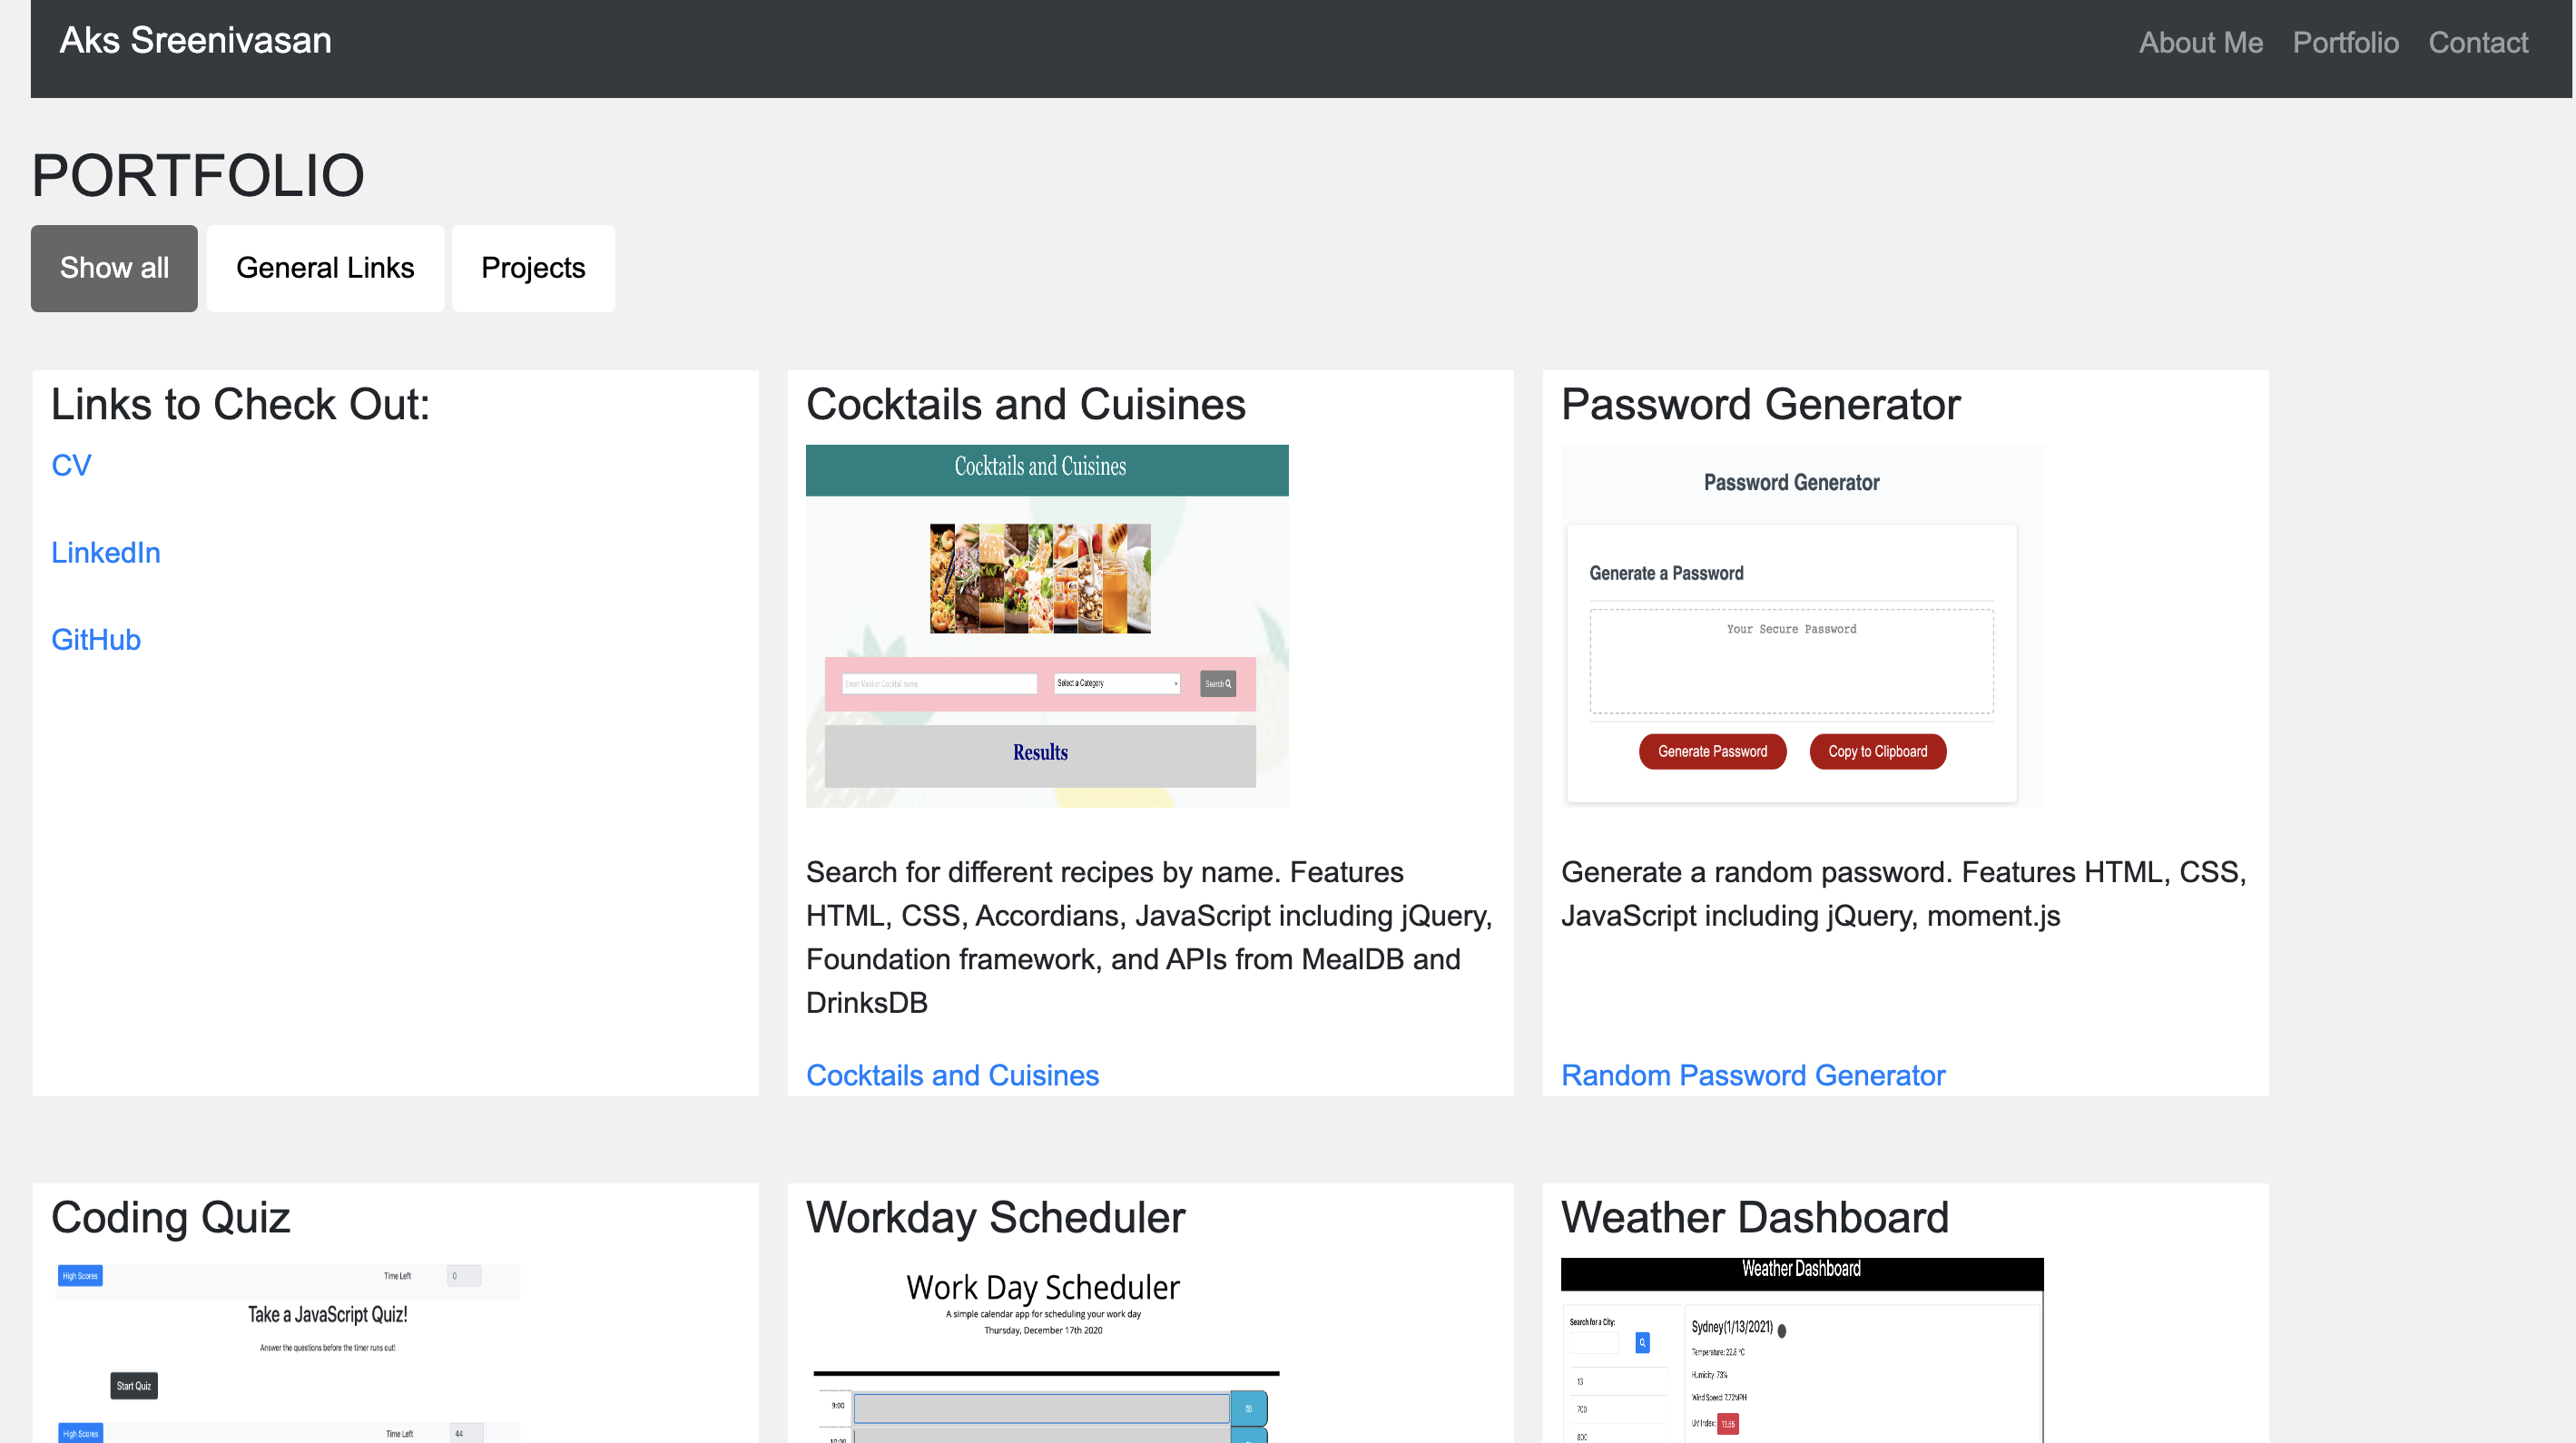 Aks Sreenivasan
About Me Portfolio Contact
PORTFOLIO
Show all General Links Projects
Links to Check Out:
CV
LinkedIn
GitHub
Cocktails and Cuisines
Cocktails and Cuisines
Enter Meal or Cocktail name...
Select a Category
Search
Results
Search for different recipes by name. Features
HTML, CSS, Accordians, JavaScript including jQuery,
Foundation framework, and APIs from MealDB and
DrinksDB
Cocktails and Cuisines
Password Generator
Password Generator
Generate a Password
Your Secure Password
Generate Password Copy to Clipboard
Generate a random password. Features HTML, CSS,
JavaScript including jQuery, moment.js
Random Password Generator
Coding Quiz
High Scores Time Left 0
Take a JavaScript Quiz!
Answer the questions before the timer runs out!
Start Quiz
High Scores Time Left 44
Workday Scheduler
Work Day Scheduler
A simple calendar app for scheduling your work day
Thursday, December 17th 2020
9:00
10:00
Weather Dashboard
Weather Dashboard
Search for a City:
13
700
800
Sydney(1/13/2021)
Temperature: 22.8 °C
Humidity: 73%
Wind Speed: 7.72MPH
UV Index: 13.65